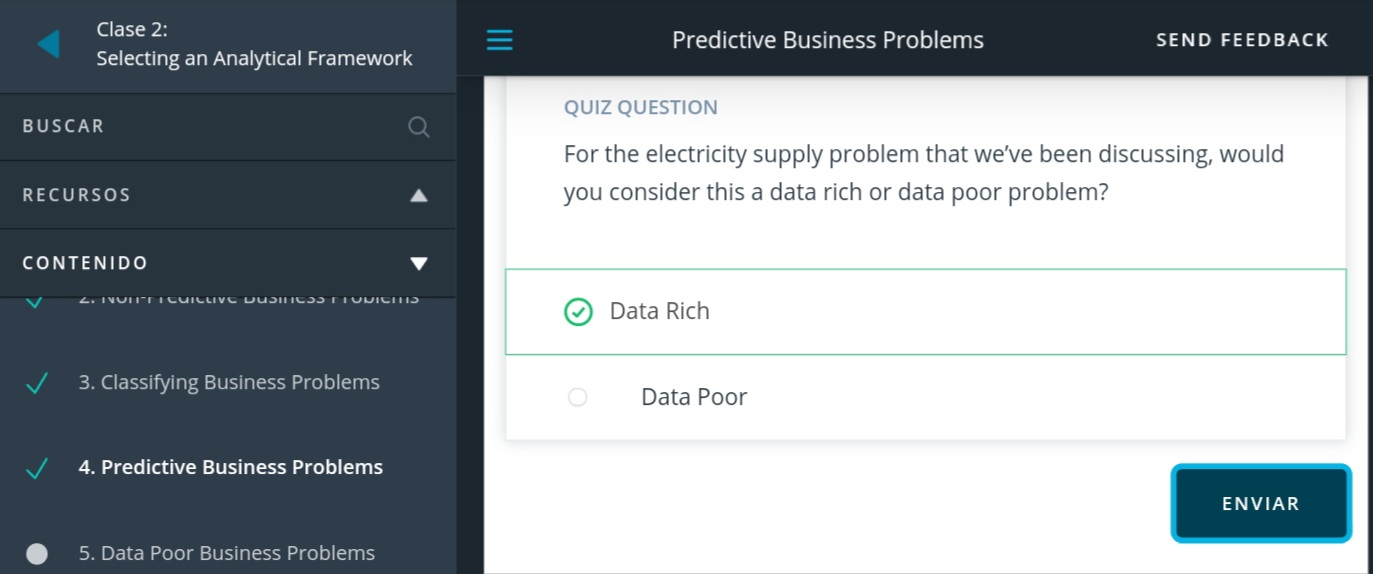 Clase 2:
Selecting an Analytical Framework
BUSCAR
RECURSOS
CONTENIDO
2. Non-Predictive Business Problems
3. Classifying Business Problems
4. Predictive Business Problems
5. Data Poor Business Problems
Predictive Business Problems
SEND FEEDBACK
QUIZ QUESTION
For the electricity supply problem that we’ve been discussing, would
you consider this a data rich or data poor problem?
Data Rich
Data Poor
ENVIAR